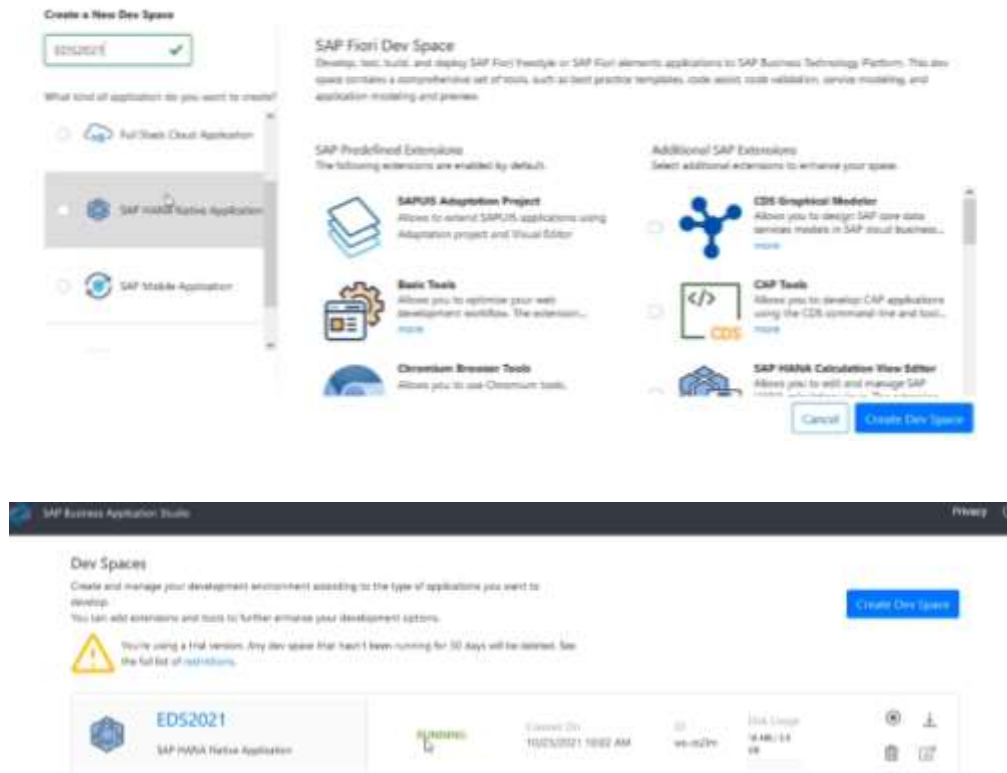 Create a New Dev Space
EDS2021
What kind of application do you want to create?
Full Stack Cloud Application
SAP HANA Native Application
SAP Mobile Application
SAP Fiori Dev Space
Develop, test, build, and deploy SAP Fiori freestyle or SAP Fiori elements applications to SAP Business Technology Platform. This dev
space contains a comprehensive set of tools, such as best practice templates, code assist, code validation, service modeling, and
application modeling and preview.
SAP Predefined Extensions
The following extensions are enabled by default.
SAPUI5 Adaptation Project
Allows to extend SAPUI5 applications using
Adaptation project and Visual Editor
Basic Tools
Allows you to optimize your web
development workflow. The extension...
more
Chromium Browser Tools
Allows you to use Chromium tools,
Additional SAP Extensions
Select additional extensions to enhance your space.
CDS Graphical Modeler
Allows you to design SAP core data
services models in SAP cloud business...
more
</> CDS
CAP Tools
Allows you to develop CAP applications
using the CDS command line and tool...
more
SAP HANA Calculation View Editor
Allows you to edit and manage SAP
Cancel
Create Dev Space
SAP Business Application Studio
Privacy
Dev Spaces
Create and manage your development environment according to the type of applications you want to
develop.
You can add extensions and tools to further enhance your development options.
Create Dev Space
You're using a trial version. Any dev space that hasn't been running for 30 days will be deleted. See
the full list of restrictions.
EDS2021
SAP HANA Native Application
RUNNING
Created On
10/25/2021 10:02 AM
ID
Disk Usage